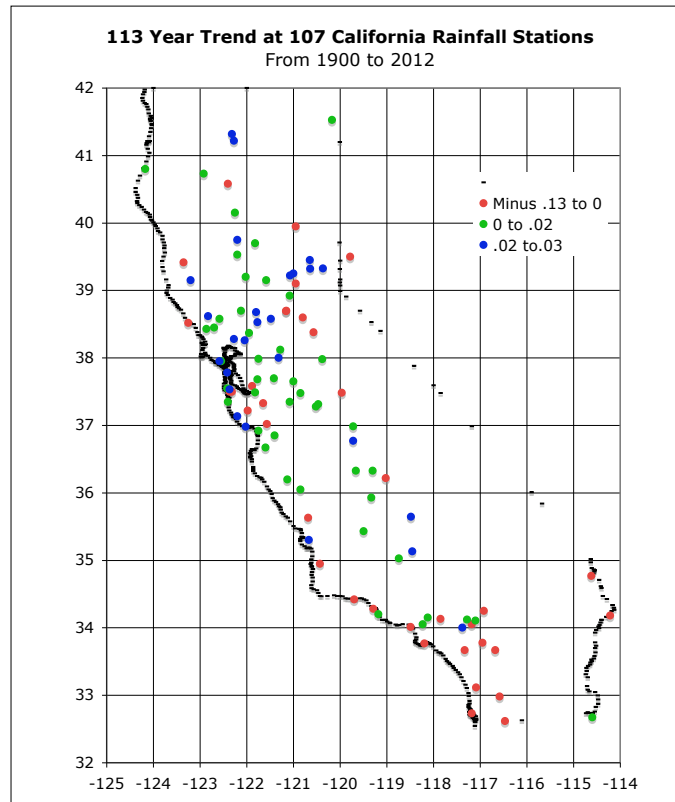 113 Year Trend at 107 California Rainfall Stations
From 1900 to 2012
42
41
40
39
38
37
36
35
34
33
32
Minus .13 to 0
0 to .02
.02 to.03
-125 -124 -123 -122 -121 -120 -119 -118 -117 -116 -115 -114